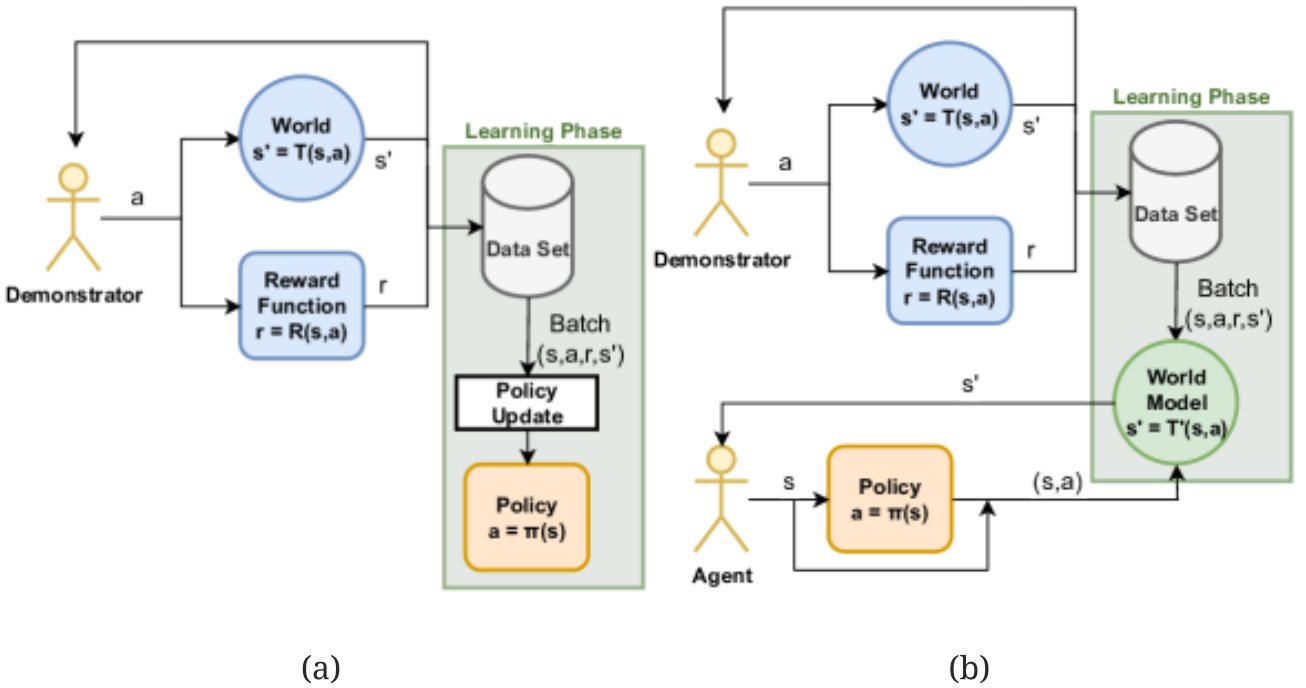 World
s' = T(s,a)
s'
a
Demonstrator
Reward
Function
r = R(s,a)
r
Learning Phase
Data Set
Batch
(s,a,r,s')
Policy
Update
Policy
a = π(s)
(a)
World
s' = T(s,a)
s'
a
Demonstrator
Reward
Function
r = R(s,a)
r
Learning Phase
Data Set
Batch
(s,a,r,s')
World
Model
s' = T'(s,a)
s'
s
Policy
a = π(s)
(s,a)
Agent
(b)